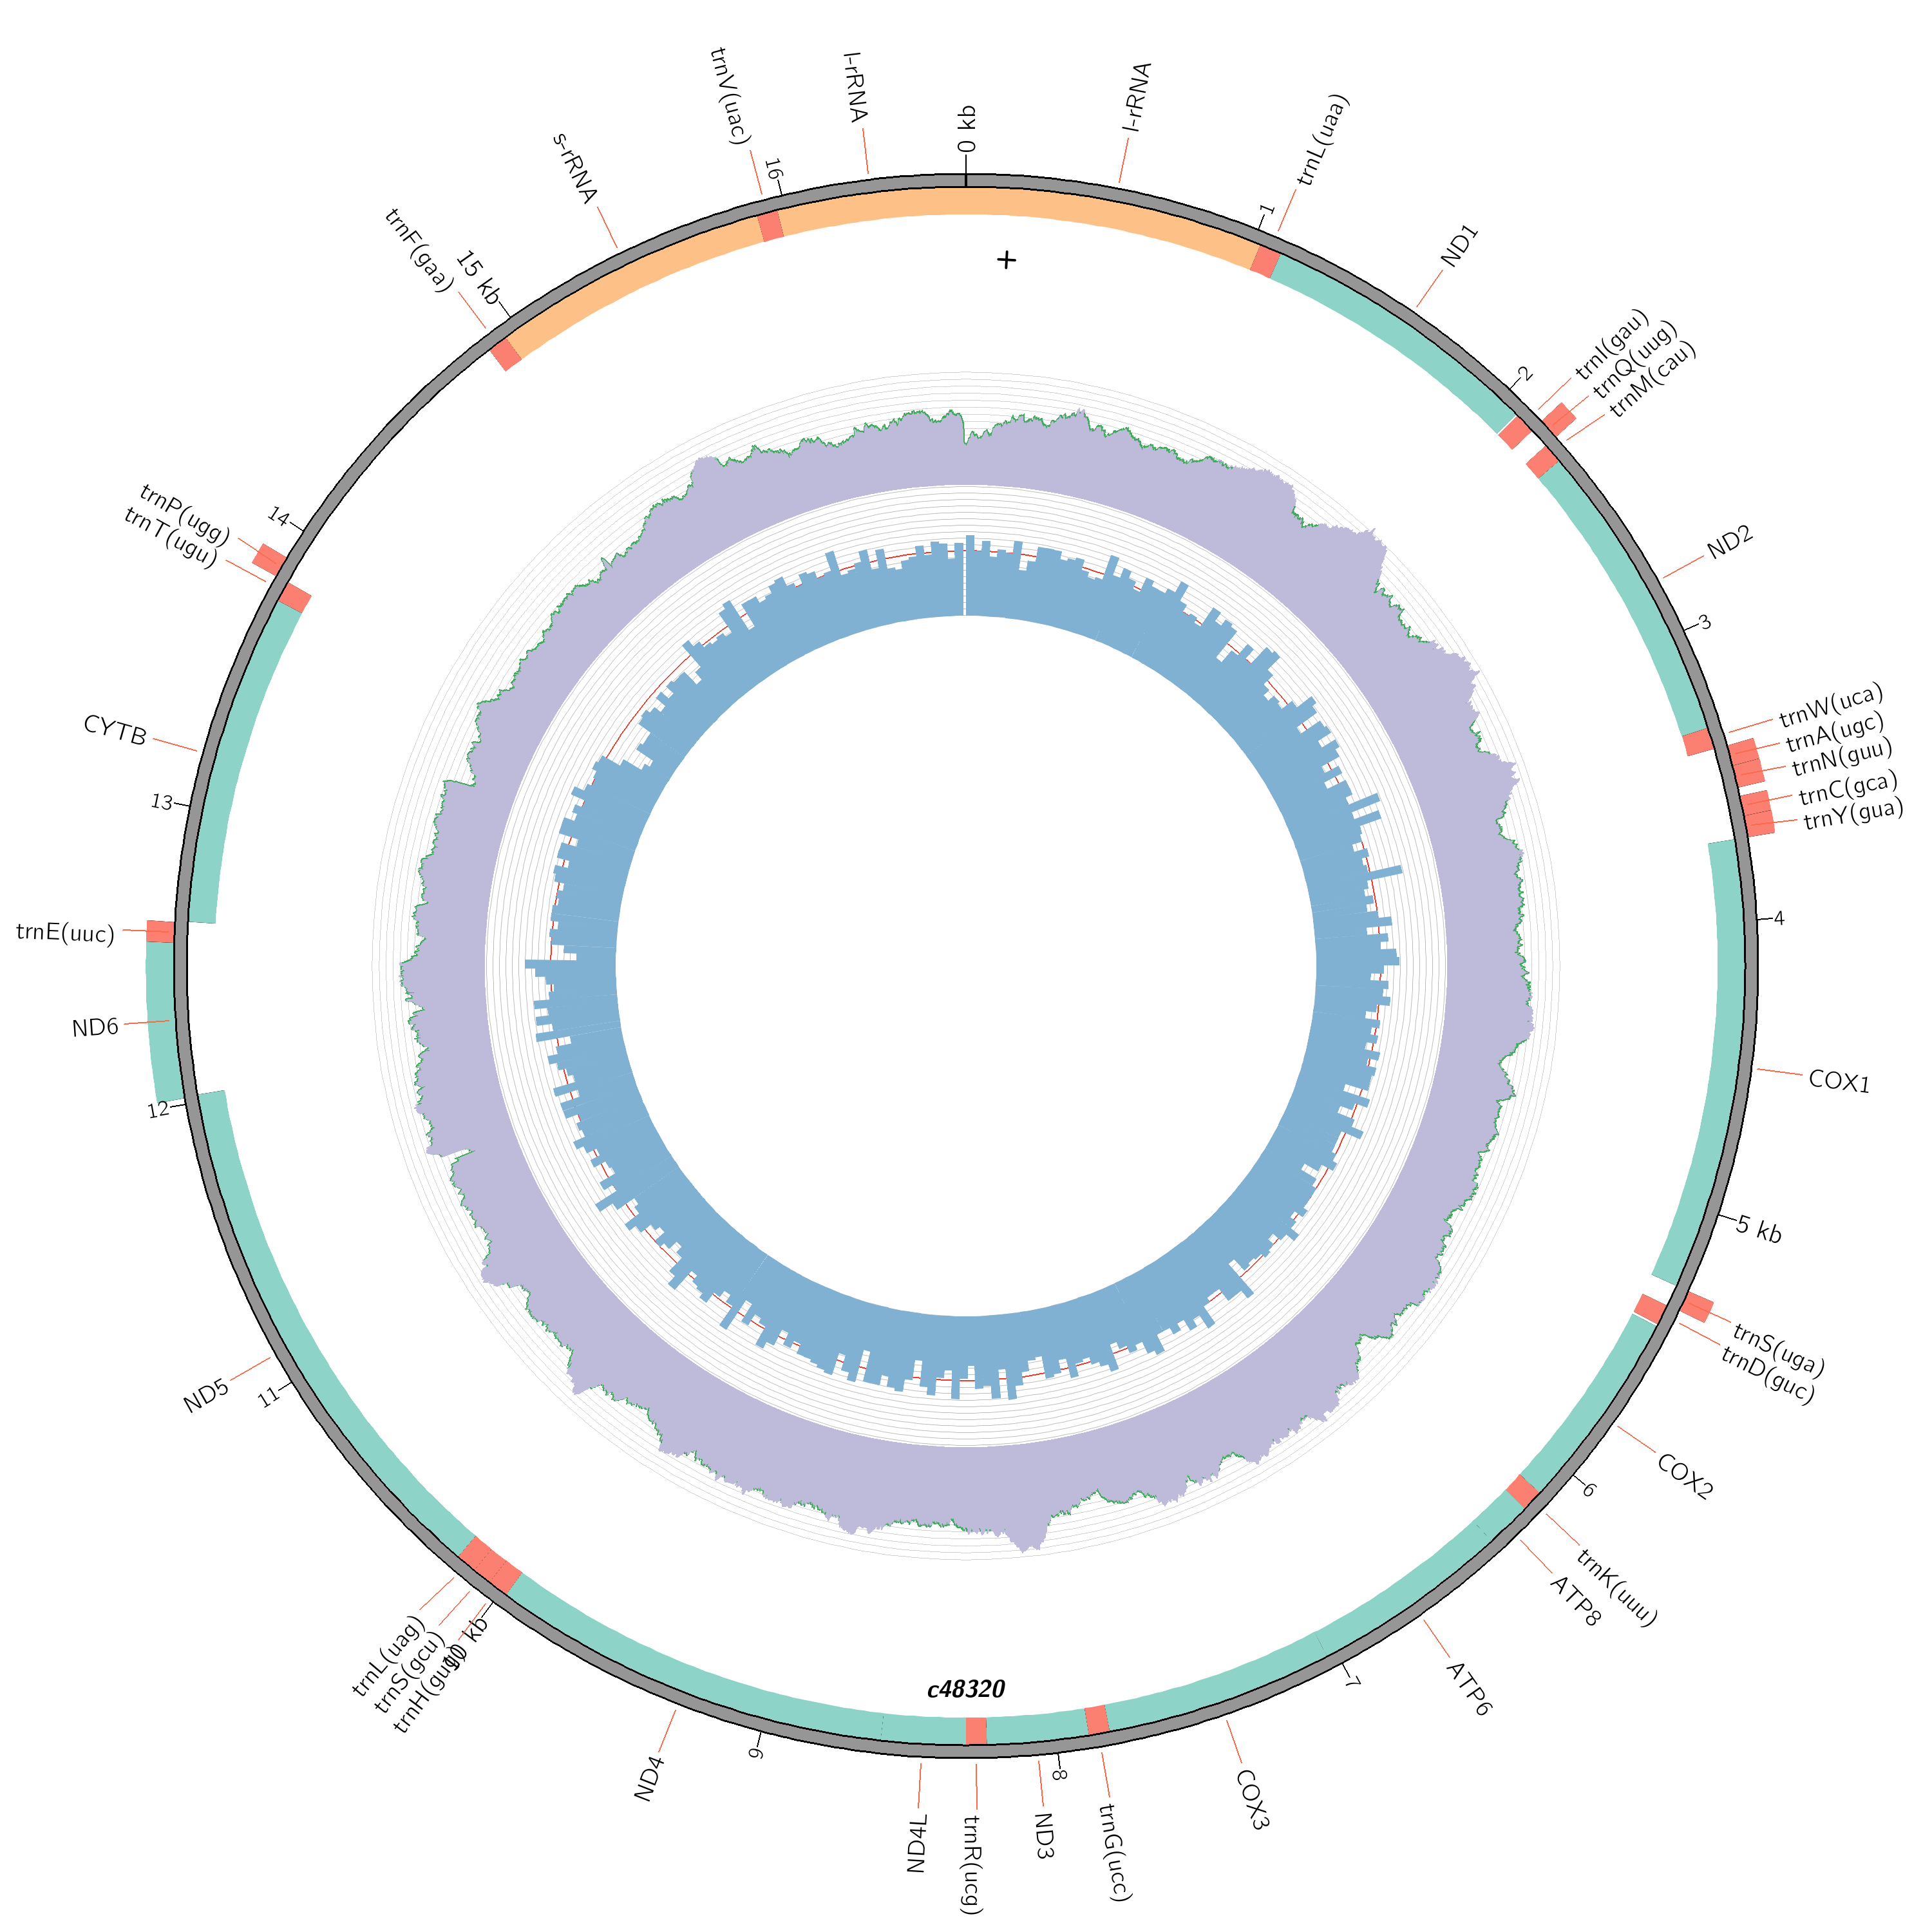 0 kb
l-rRNA
trnL(uaa)
1
ND1
2
trnI(gau)
trnQ(uug)
trnM(cau)
ND2
3
trnW(uca)
trnA(ugc)
trnN(guu)
trnC(gca)
trnY(gua)
4
COX1
5 kb
trnS(uga)
trnD(guc)
COX2
6
trnK(uuu)
ATP8
ATP6
7
COX3
trnG(ucc)
8
ND3
trnR(ucg)
ND4L
c48320
9
ND4
10 kb
trnH(gug)
trnS(gcu)
trnL(uag)
11
ND5
12
ND6
trnE(uuc)
13
CYTB
trnT(ugu)
trnP(ugg)
14
trnF(gaa)
15 kb
s-rRNA
trnV(uac)
16
l-rRNA
+